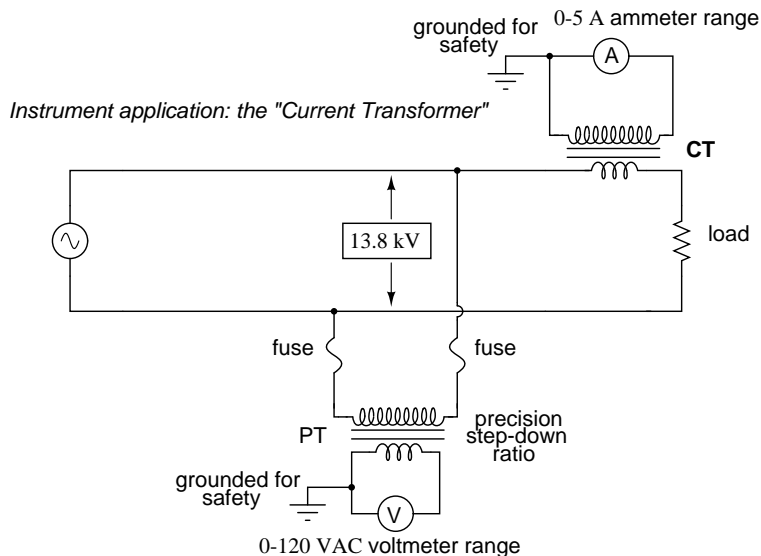 grounded for
safety
0-5 A ammeter range
A
Instrument application: the "Current Transformer"
CT
13.8 kV
load
fuse
fuse
PT
precision
step-down
ratio
grounded for
safety
V
0-120 VAC voltmeter range